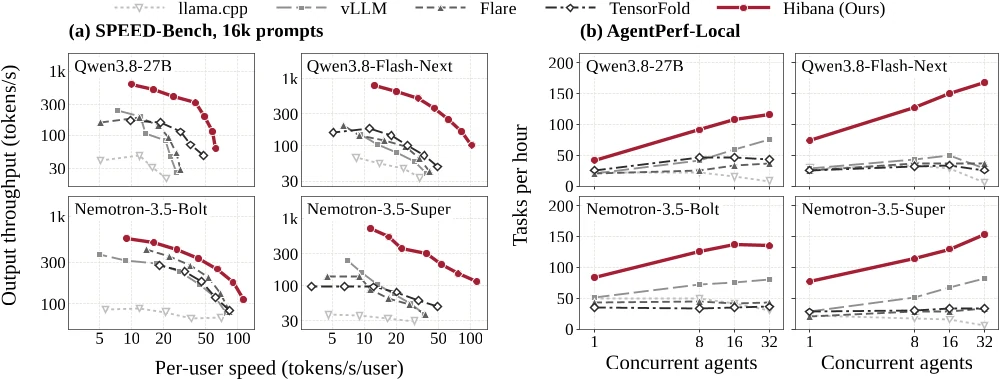 llama.cpp vLLM Flare TensorFold Hibana (Ours)
(a) SPEED-Bench, 16k prompts
(b) AgentPerf-Local
Output throughput (tokens/s)
Qwen3.8-27B
1k
300
100
30
Qwen3.8-Flash-Next
1k
300
100
30
Nemotron-3.5-Bolt
1k
300
100
5 10 20 50 100
Nemotron-3.5-Super
1k
300
100
30
5 10 20 50 100
Per-user speed (tokens/s/user)
Tasks per hour
Qwen3.8-27B
200
150
100
50
0
Qwen3.8-Flash-Next
Nemotron-3.5-Bolt
200
150
100
50
0
1 8 16 32
Nemotron-3.5-Super
1 8 16 32
Concurrent agents
Concurrent agents